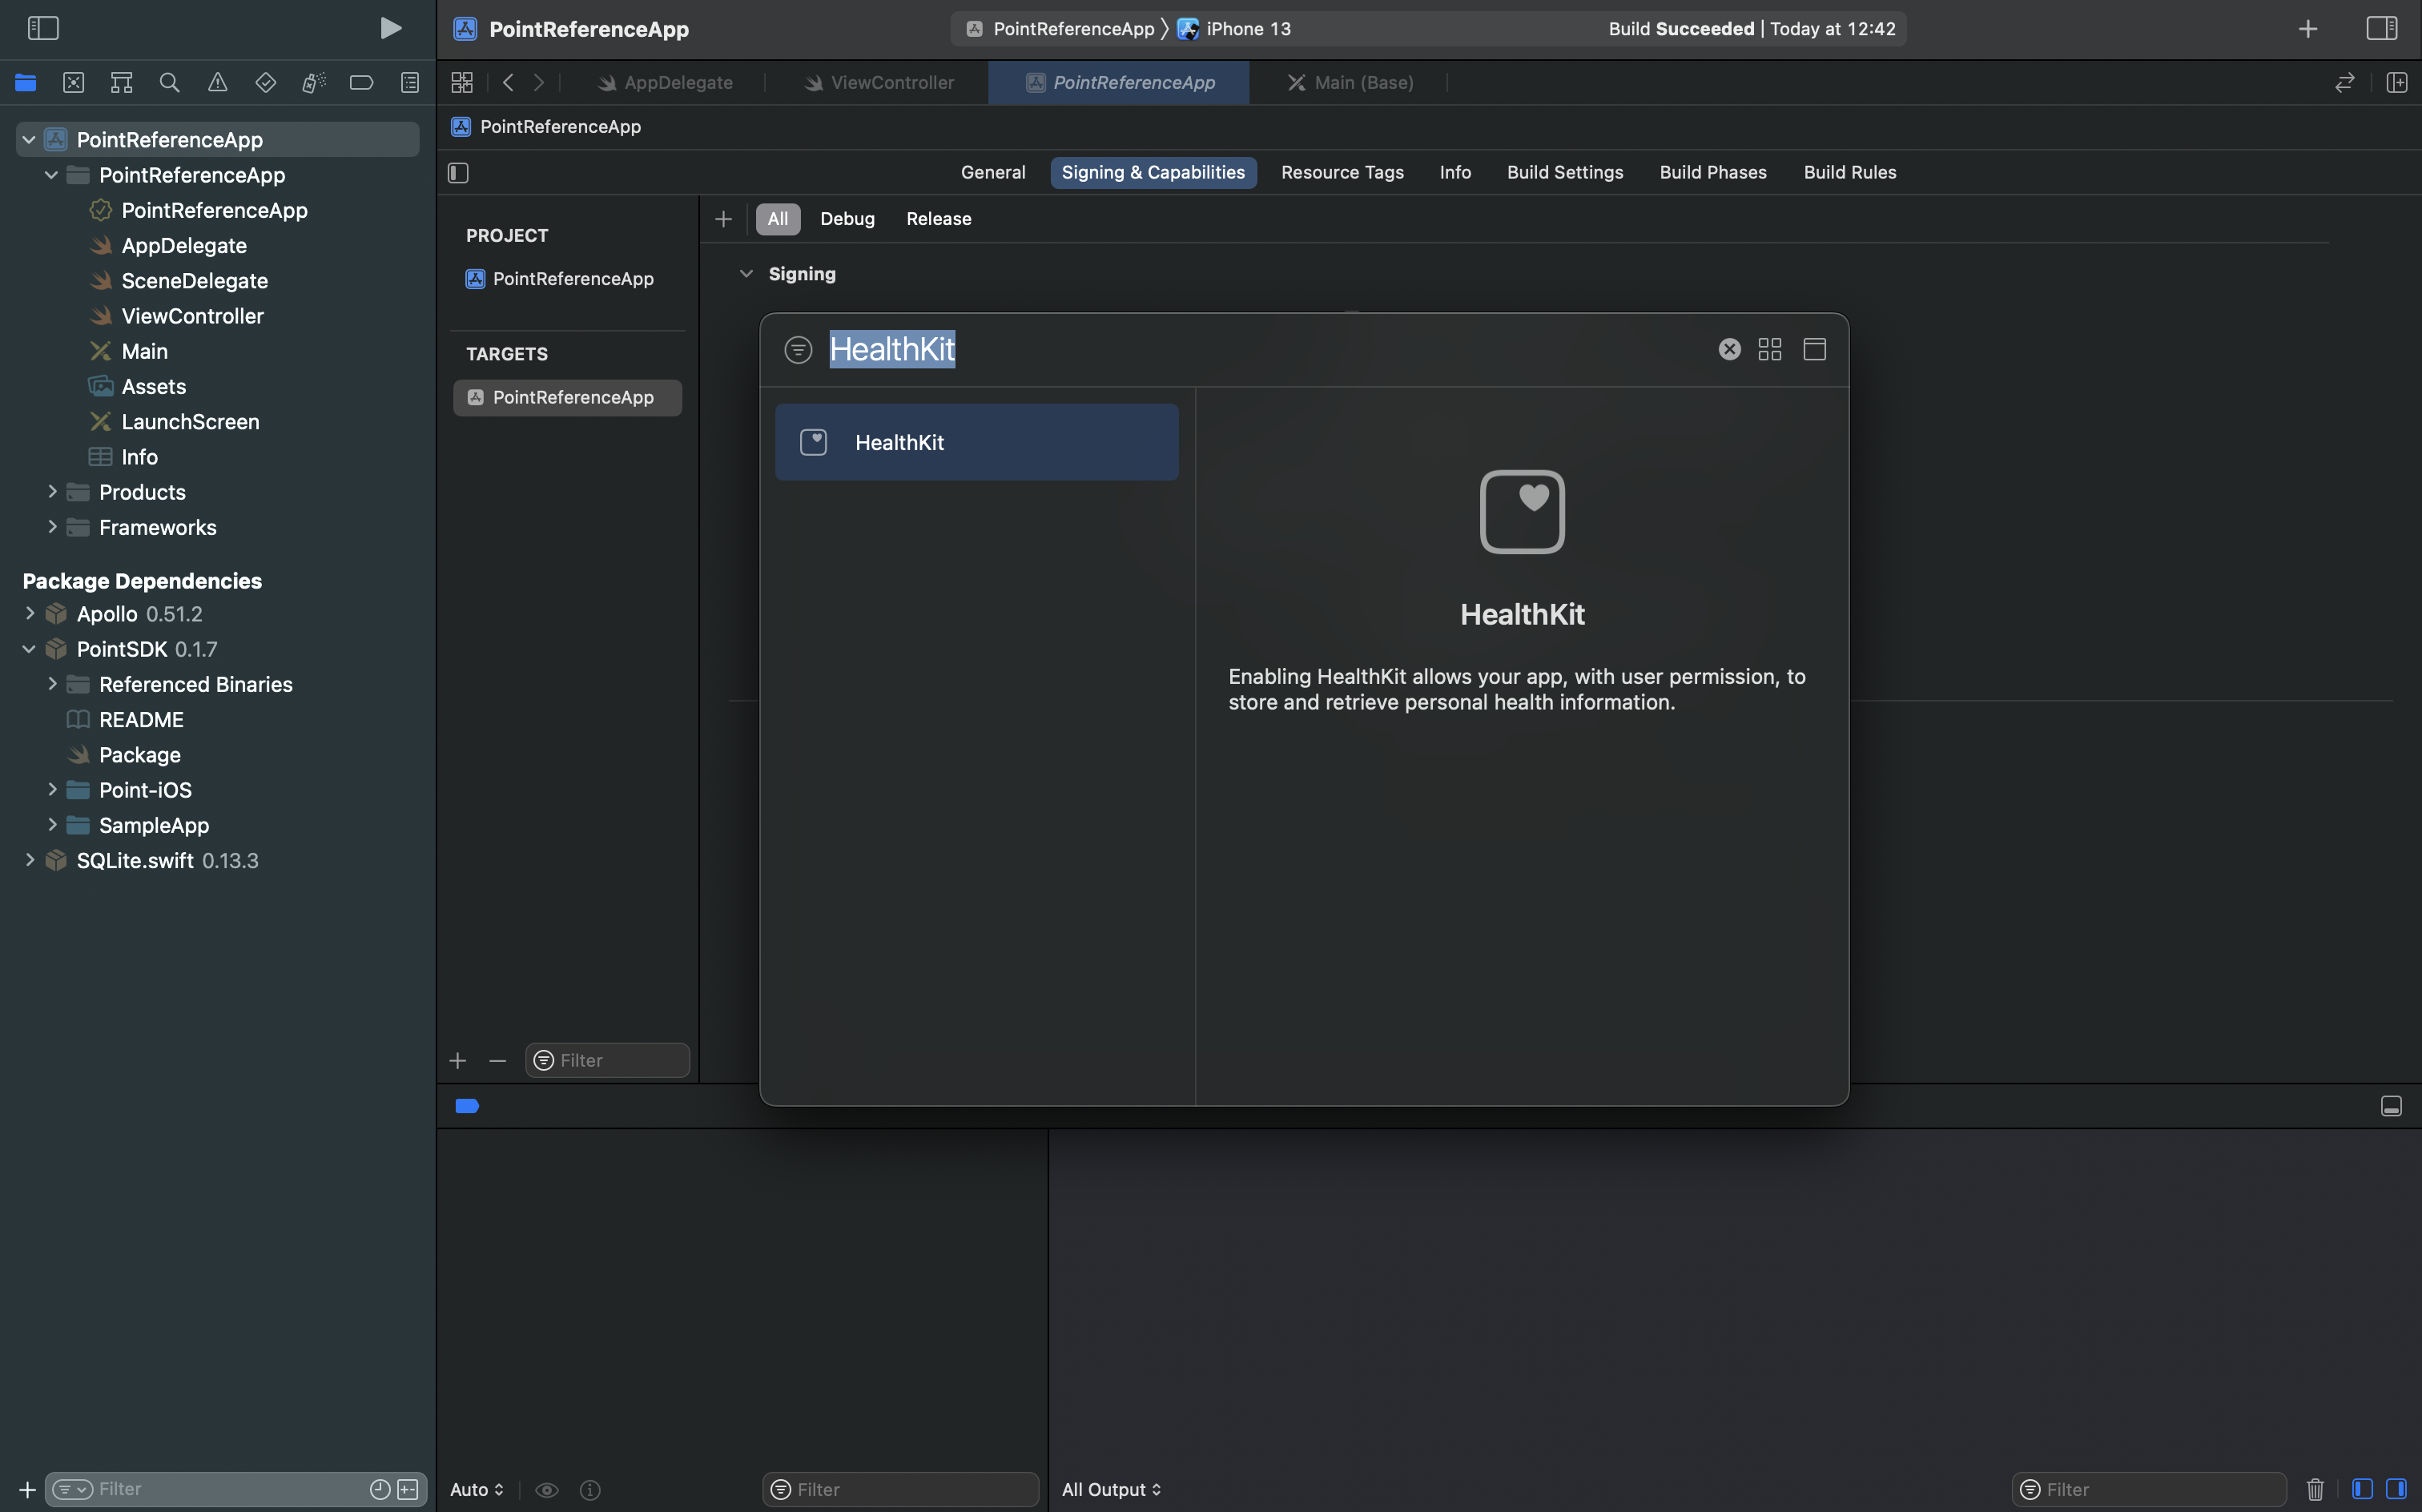 PointReferenceApp
PointReferenceApp iPhone 13
Build Succeeded | Today at 12:42
AppDelegate
ViewController
PointReferenceApp
Main (Base)
PointReferenceApp
PointReferenceApp
PointReferenceApp
AppDelegate
SceneDelegate
ViewController
Main
Assets
LaunchScreen
Info
Products
Frameworks
Package Dependencies
Apollo 0.51.2
PointSDK 0.1.7
Referenced Binaries
README
Package
Point-iOS
SampleApp
SQLite.swift 0.13.3
Filter
PointReferenceApp
General
Signing & Capabilities
Resource Tags
Info
Build Settings
Build Phases
Build Rules
PROJECT
PointReferenceApp
TARGETS
PointReferenceApp
Filter
All
Debug
Release
Signing
HealthKit
HealthKit
HealthKit
Enabling HealthKit allows your app, with user permission, to
store and retrieve personal health information.
Auto
Filter
All Output
Filter